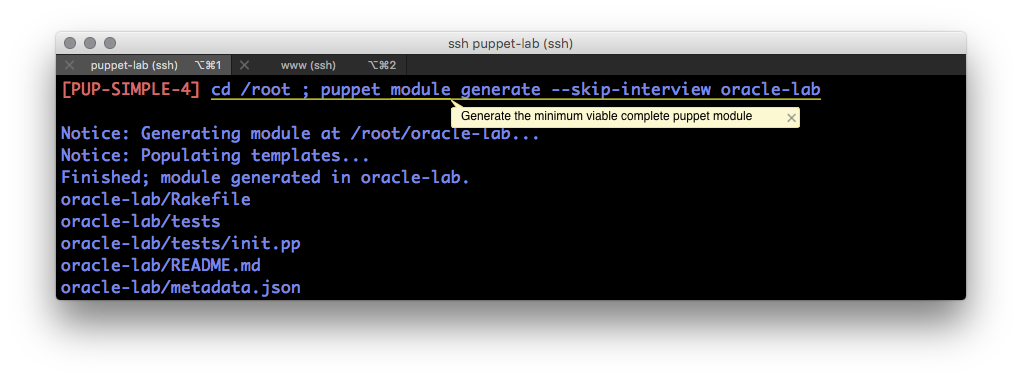 ssh puppet-lab (ssh)
puppet-lab (ssh) ⌥⌘1 www (ssh) ⌥⌘2
[PUP-SIMPLE-4] cd /root ; puppet module generate --skip-interview oracle-lab
Generate the minimum viable complete puppet module
Notice: Generating module at /root/oracle-lab...
Notice: Populating templates...
Finished; module generated in oracle-lab.
oracle-lab/Rakefile
oracle-lab/tests
oracle-lab/tests/init.pp
oracle-lab/README.md
oracle-lab/metadata.json